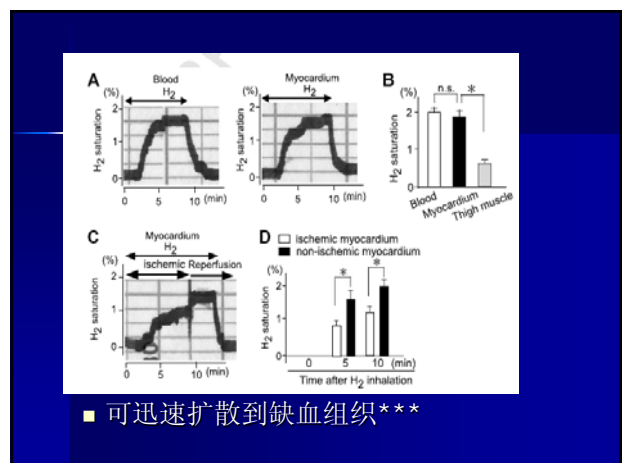 A
Blood
H2
(%)
2
1
0
H2 saturation
0 5 10 (min)
Myocardium
H2
(%)
2
1
0
H2 saturation
0 5 10 (min)
B
(%)
n.s. *
2
1
0
H2 saturation
Blood
Myocardium
Thigh muscle
C
Myocardium
H2
ischemic Reperfusion
(%)
2
1
0
H2 saturation
0 5 10 (min)
D
ischemic myocardium
non-ischemic myocardium
(%)
* *
2
1
0
H2 saturation
0 5 10 (min)
Time after H2 inhalation
可迅速扩散到缺血组织***